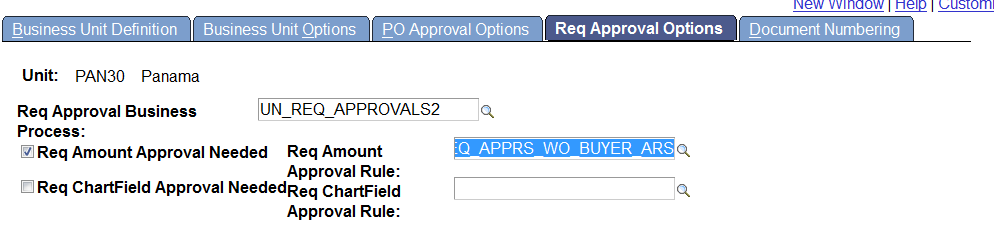 New Window | Help | Customi
Business Unit Definition Business Unit Options PO Approval Options Req Approval Options Document Numbering
Unit: PAN30 Panama
Req Approval Business Process: UN_REQ_APPROVALS2
Req Amount Approval Needed Req Amount Approval Rule: EQ_APPRS_WO_BUYER_ARS
Req ChartField Approval Needed Req ChartField Approval Rule: